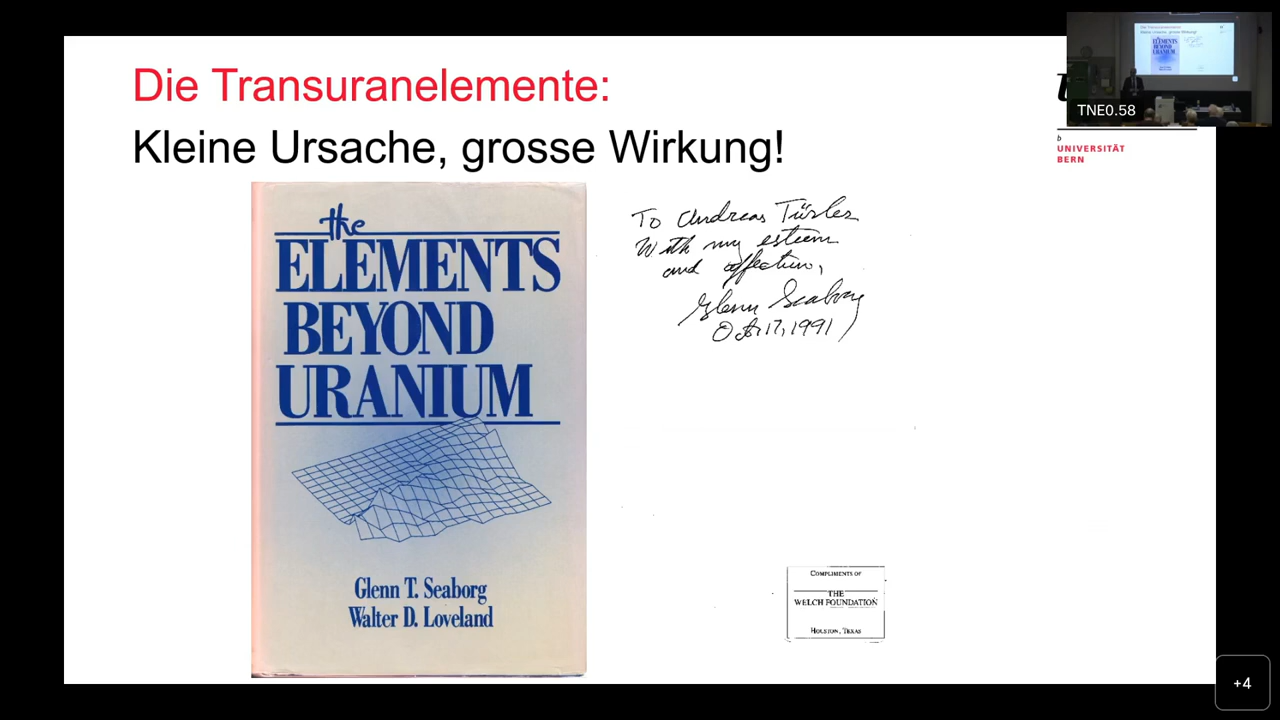 Die Transuranelemente:
Kleine Ursache, grosse Wirkung!
TNE0.58
b
UNIVERSITÄT
BERN
the
ELEMENTS
BEYOND
URANIUM
Glenn T. Seaborg
Walter D. Loveland
To Andreas Türler
With my esteem
and affection,
Glenn Seaborg
Oct. 17, 1991
COMPLIMENTS OF
THE
WELCH FOUNDATION
HOUSTON, TEXAS
+4